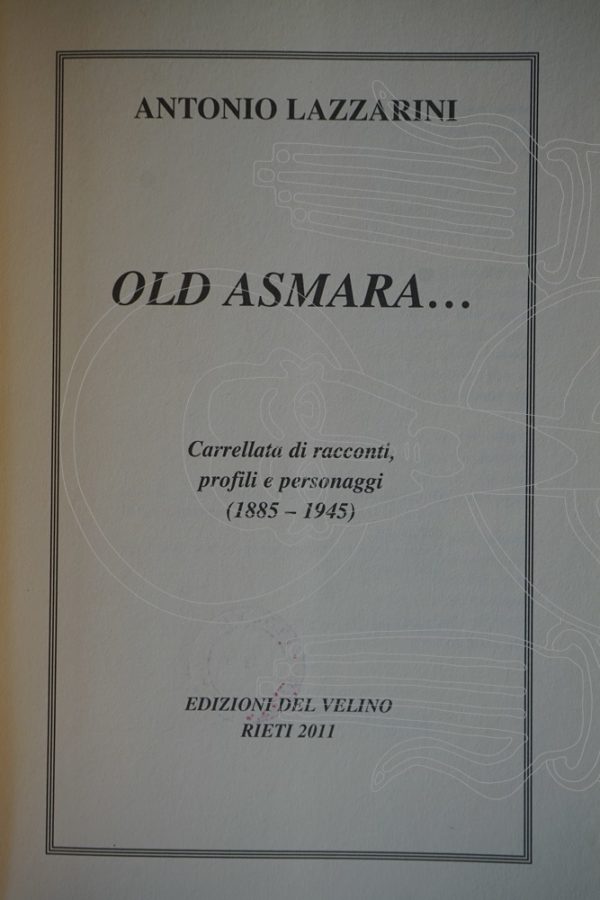 ANTONIO LAZZARINI
OLD ASMARA...
Carrellata di racconti,
profili e personaggi
(1885 – 1945)
EDIZIONI DEL VELINO
RIETI 2011